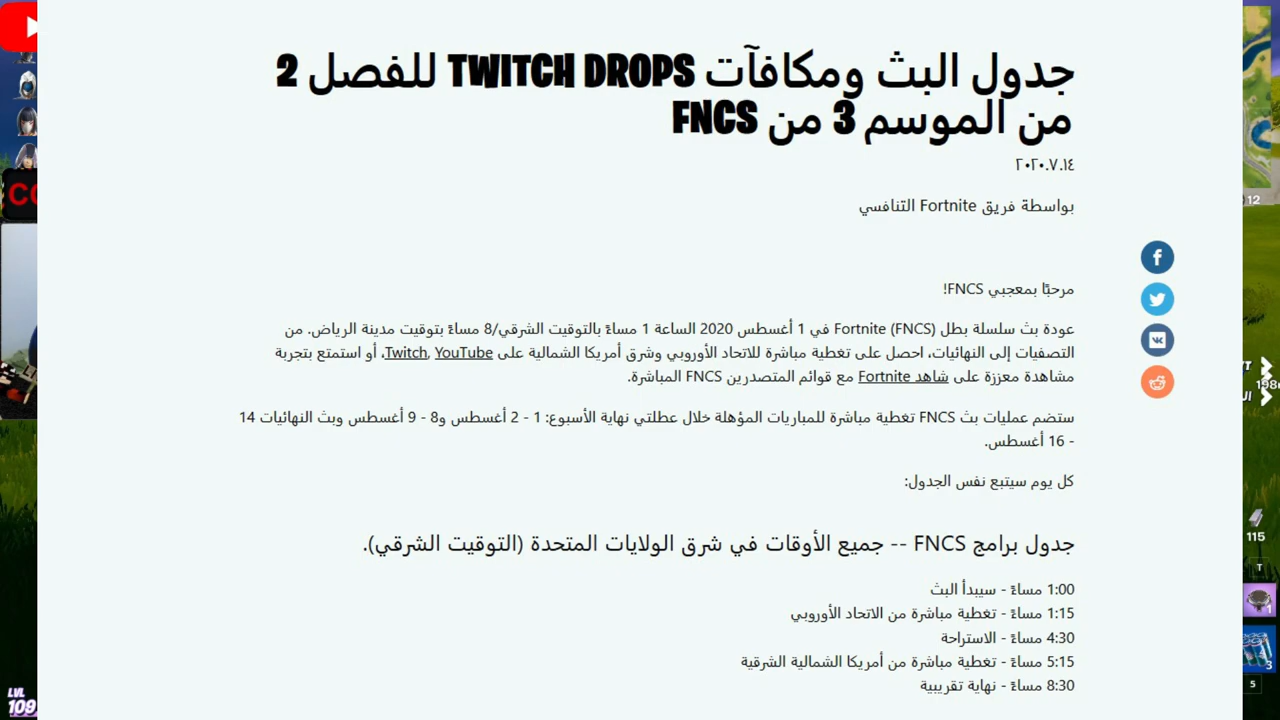 جدول البث ومكافآت TWITCH DROPS للفصل 2
من الموسم 3 من FNCS
٢٠٢٠.٧.١٤
بواسطة فريق Fortnite التنافسي
مرحبًا بمعجبي FNCS!
عودة بث سلسلة بطل Fortnite (FNCS) في 1 أغسطس 2020 الساعة 1 مساءً بالتوقيت الشرقي/8 مساءً بتوقيت مدينة الرياض. من
التصفيات إلى النهائيات، احصل على تغطية مباشرة للاتحاد الأوروبي وشرق أمريكا الشمالية على Twitch, YouTube، أو استمتع بتجربة
مشاهدة معززة على شاهد Fortnite مع قوائم المتصدرين FNCS المباشرة.
ستضم عمليات بث FNCS تغطية مباشرة للمباريات المؤهلة خلال عطلتي نهاية الأسبوع: 1 - 2 أغسطس و8 - 9 أغسطس وبث النهائيات 14
- 16 أغسطس.
كل يوم سيتبع نفس الجدول:
جدول برامج FNCS -- جميع الأوقات في شرق الولايات المتحدة (التوقيت الشرقي).
1:00 مساءً - سيبدأ البث
1:15 مساءً - تغطية مباشرة من الاتحاد الأوروبي
4:30 مساءً - الاستراحة
5:15 مساءً - تغطية مباشرة من أمريكا الشمالية الشرقية
8:30 مساءً - نهاية تقريبية
12
115
T
1
3
5
LVL
109